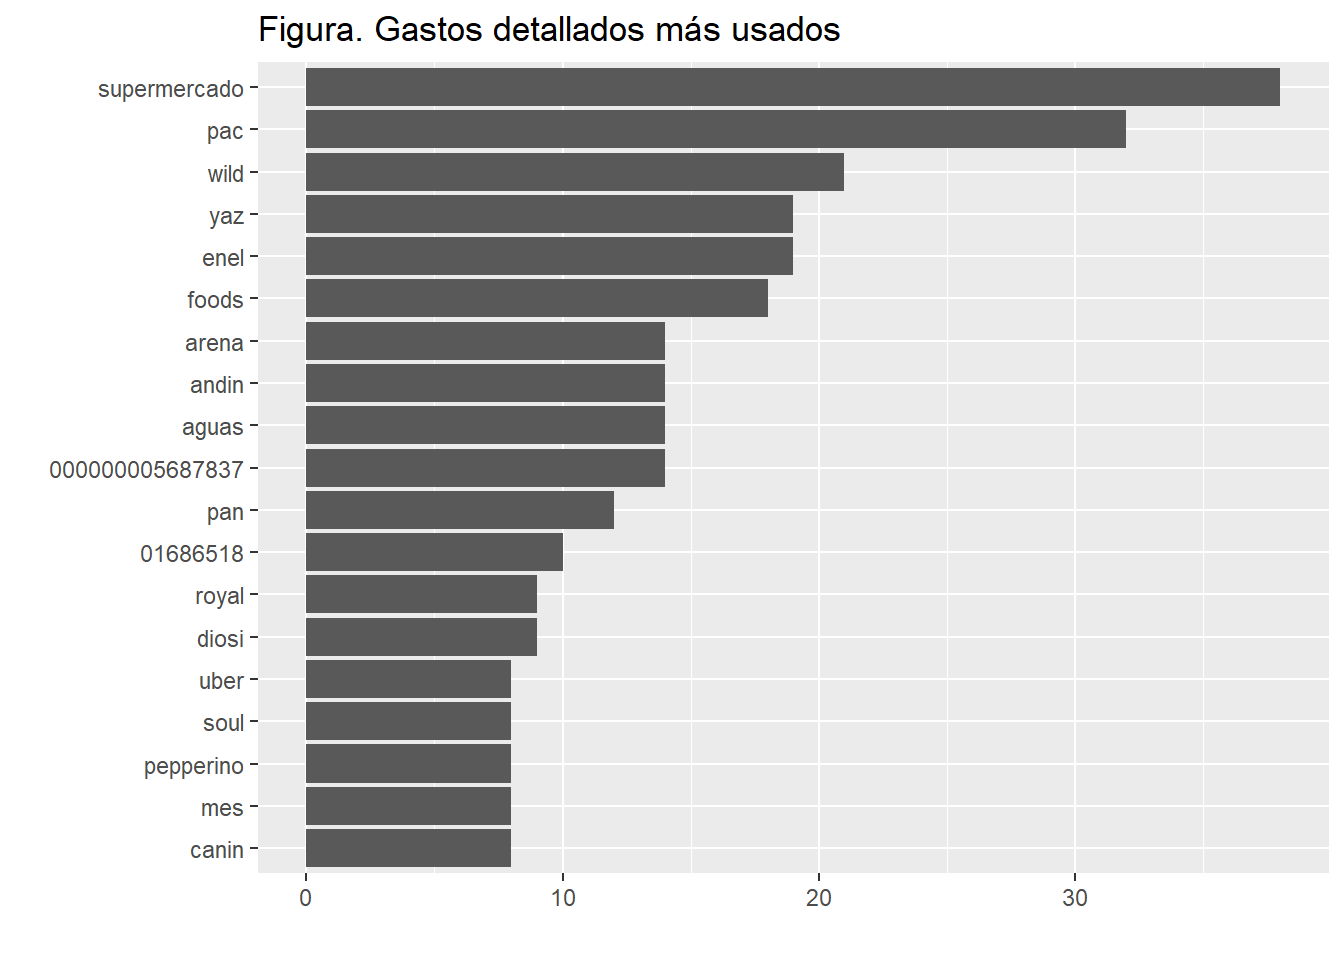 Figura. Gastos detallados más usados
supermercado
pac
wild
yaz
enel
foods
arena
andin
aguas
000000005687837
pan
01686518
royal
diosi
uber
soul
pepperino
mes
canin
0 10 20 30